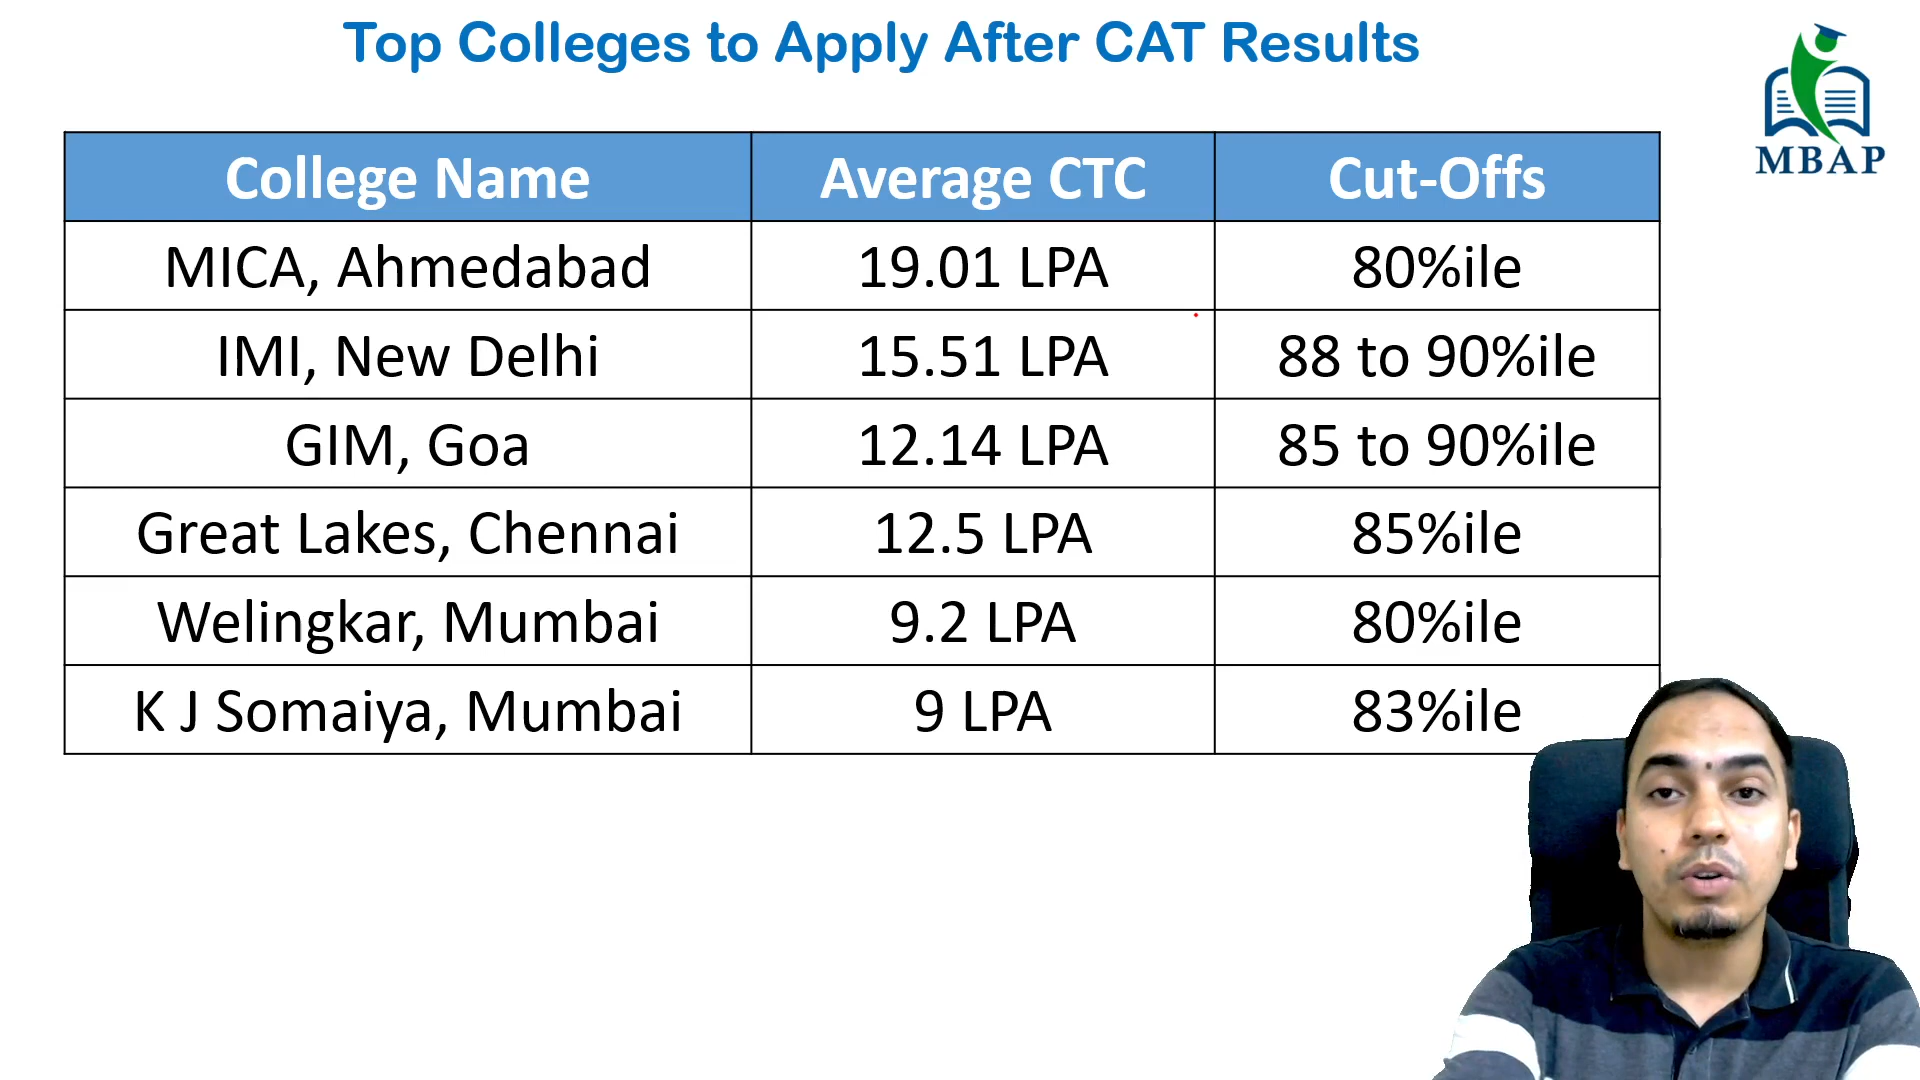 Top Colleges to Apply After CAT Results
MBAP
College Name Average CTC Cut-Offs
MICA, Ahmedabad 19.01 LPA 80%ile
IMI, New Delhi 15.51 LPA 88 to 90%ile
GIM, Goa 12.14 LPA 85 to 90%ile
Great Lakes, Chennai 12.5 LPA 85%ile
Welingkar, Mumbai 9.2 LPA 80%ile
K J Somaiya, Mumbai 9 LPA 83%ile